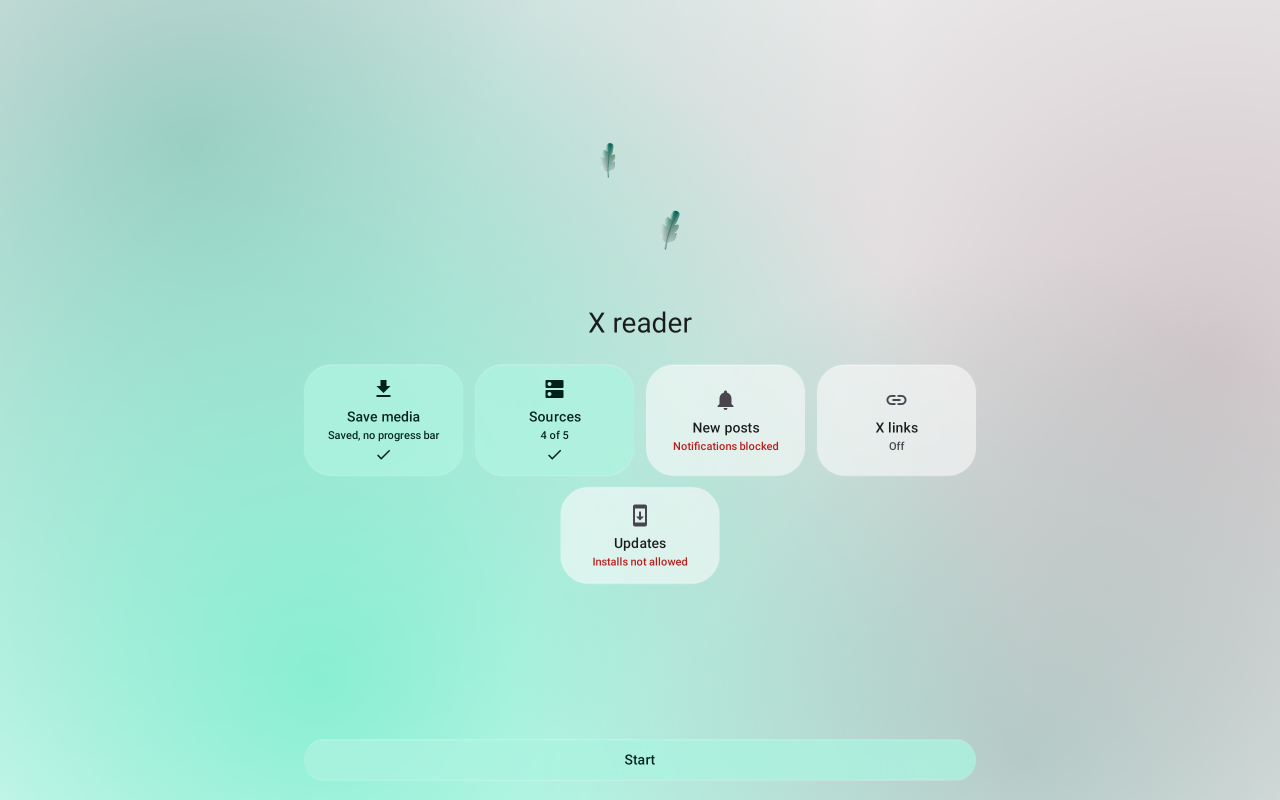 X reader
Save media
Saved, no progress bar
Sources
4 of 5
New posts
Notifications blocked
X links
Off
Updates
Installs not allowed
Start